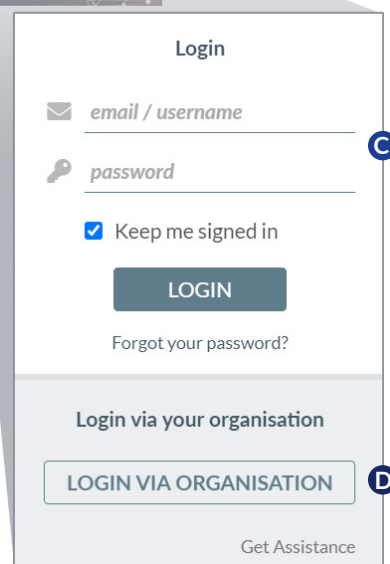 Login
email / username
C
password
Keep me signed in
LOGIN
Forgot your password?
Login via your organisation
LOGIN VIA ORGANISATION
D
Get Assistance